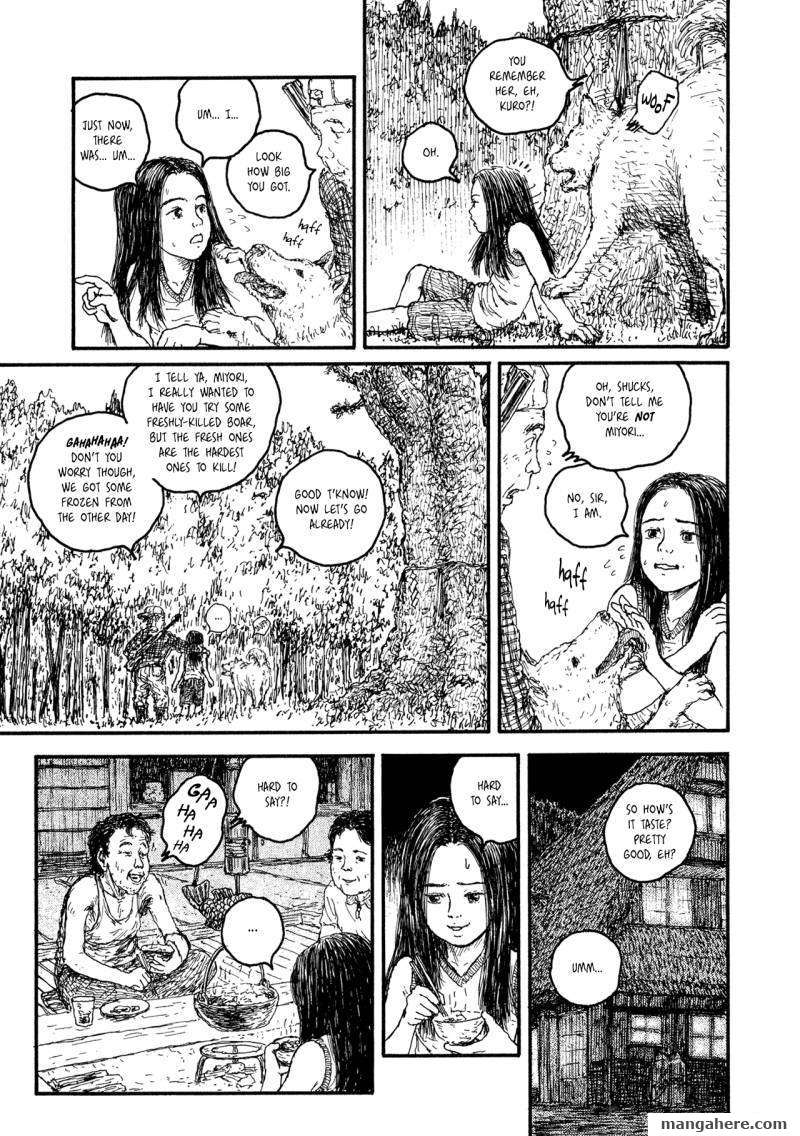 YOU
REMEMBER
HER, EH,
KURO?!
WOOF
OH.
UM... I...
JUST NOW,
THERE
WAS... UM...
LOOK
HOW BIG
YOU GOT.
haff
haff
OH, SHUCKS,
DON'T TELL ME
YOU'RE NOT
MIYORI...
NO, SIR,
I AM.
haff
haff
I TELL YA, MIYORI,
I REALLY WANTED TO
HAVE YOU TRY SOME
FRESHLY-KILLED BOAR,
BUT THE FRESH ONES
ARE THE HARDEST
ONES TO KILL!
GAHAHAHAA!
DON'T YOU
WORRY THOUGH,
WE GOT SOME
FROZEN FROM
THE OTHER DAY!
GOOD T'KNOW!
NOW LET'S GO
ALREADY!
...
SO HOW'S
IT TASTE?
PRETTY
GOOD, EH?
UMM...
HARD
TO
SAY...
HARD TO
SAY?!
GAA
HA
HA
HA
...
mangahere.com